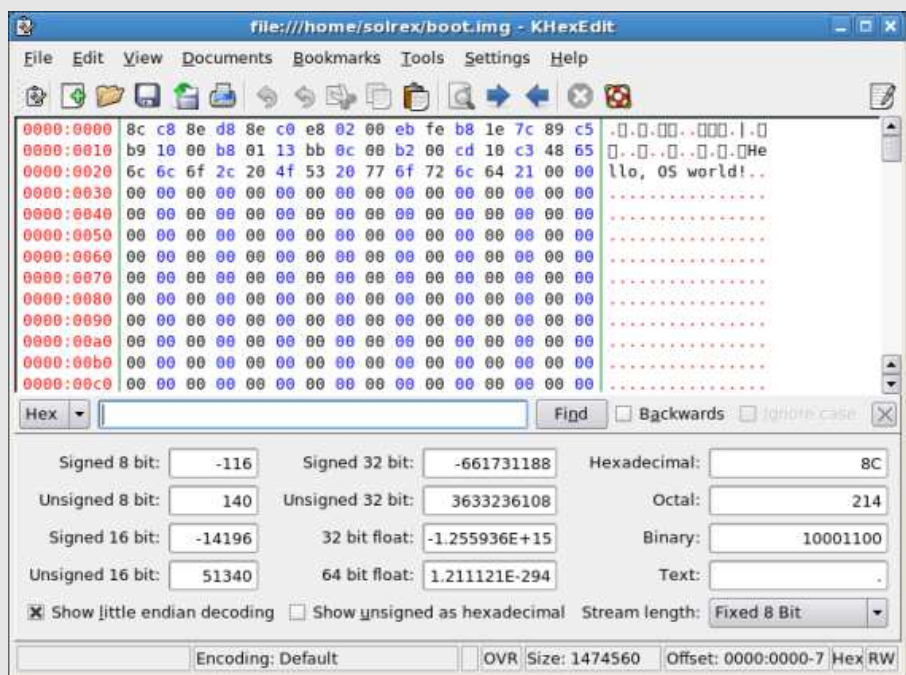 file:///home/solrex/boot.img - KHexEdit
File Edit View Documents Bookmarks Tools Settings Help
0000:0000 8c c8 8e d8 8e c0 e8 02 00 eb fe b8 1e 7c 89 c5 .▯.▯.▯▯..▯▯▯.|.▯
0000:0010 b9 10 00 b8 01 13 bb 0c 00 b2 00 cd 10 c3 48 65 ▯..▯..▯..▯.▯.▯He
0000:0020 6c 6c 6f 2c 20 4f 53 20 77 6f 72 6c 64 21 00 00 llo, OS world!..
0000:0030 00 00 00 00 00 00 00 00 00 00 00 00 00 00 00 00 ................
0000:0040 00 00 00 00 00 00 00 00 00 00 00 00 00 00 00 00 ................
0000:0050 00 00 00 00 00 00 00 00 00 00 00 00 00 00 00 00 ................
0000:0060 00 00 00 00 00 00 00 00 00 00 00 00 00 00 00 00 ................
0000:0070 00 00 00 00 00 00 00 00 00 00 00 00 00 00 00 00 ................
0000:0080 00 00 00 00 00 00 00 00 00 00 00 00 00 00 00 00 ................
0000:0090 00 00 00 00 00 00 00 00 00 00 00 00 00 00 00 00 ................
0000:00a0 00 00 00 00 00 00 00 00 00 00 00 00 00 00 00 00 ................
0000:00b0 00 00 00 00 00 00 00 00 00 00 00 00 00 00 00 00 ................
0000:00c0 00 00 00 00 00 00 00 00 00 00 00 00 00 00 00 00 ................
Hex Find Backwards Ignore case
Signed 8 bit: -116 Signed 32 bit: -661731188 Hexadecimal: 8C
Unsigned 8 bit: 140 Unsigned 32 bit: 3633236108 Octal: 214
Signed 16 bit: -14196 32 bit float: -1.255936E+15 Binary: 10001100
Unsigned 16 bit: 51340 64 bit float: 1.211121E-294 Text: .
Show little endian decoding Show unsigned as hexadecimal Stream length: Fixed 8 Bit
Encoding: Default OVR Size: 1474560 Offset: 0000:0000-7 Hex RW